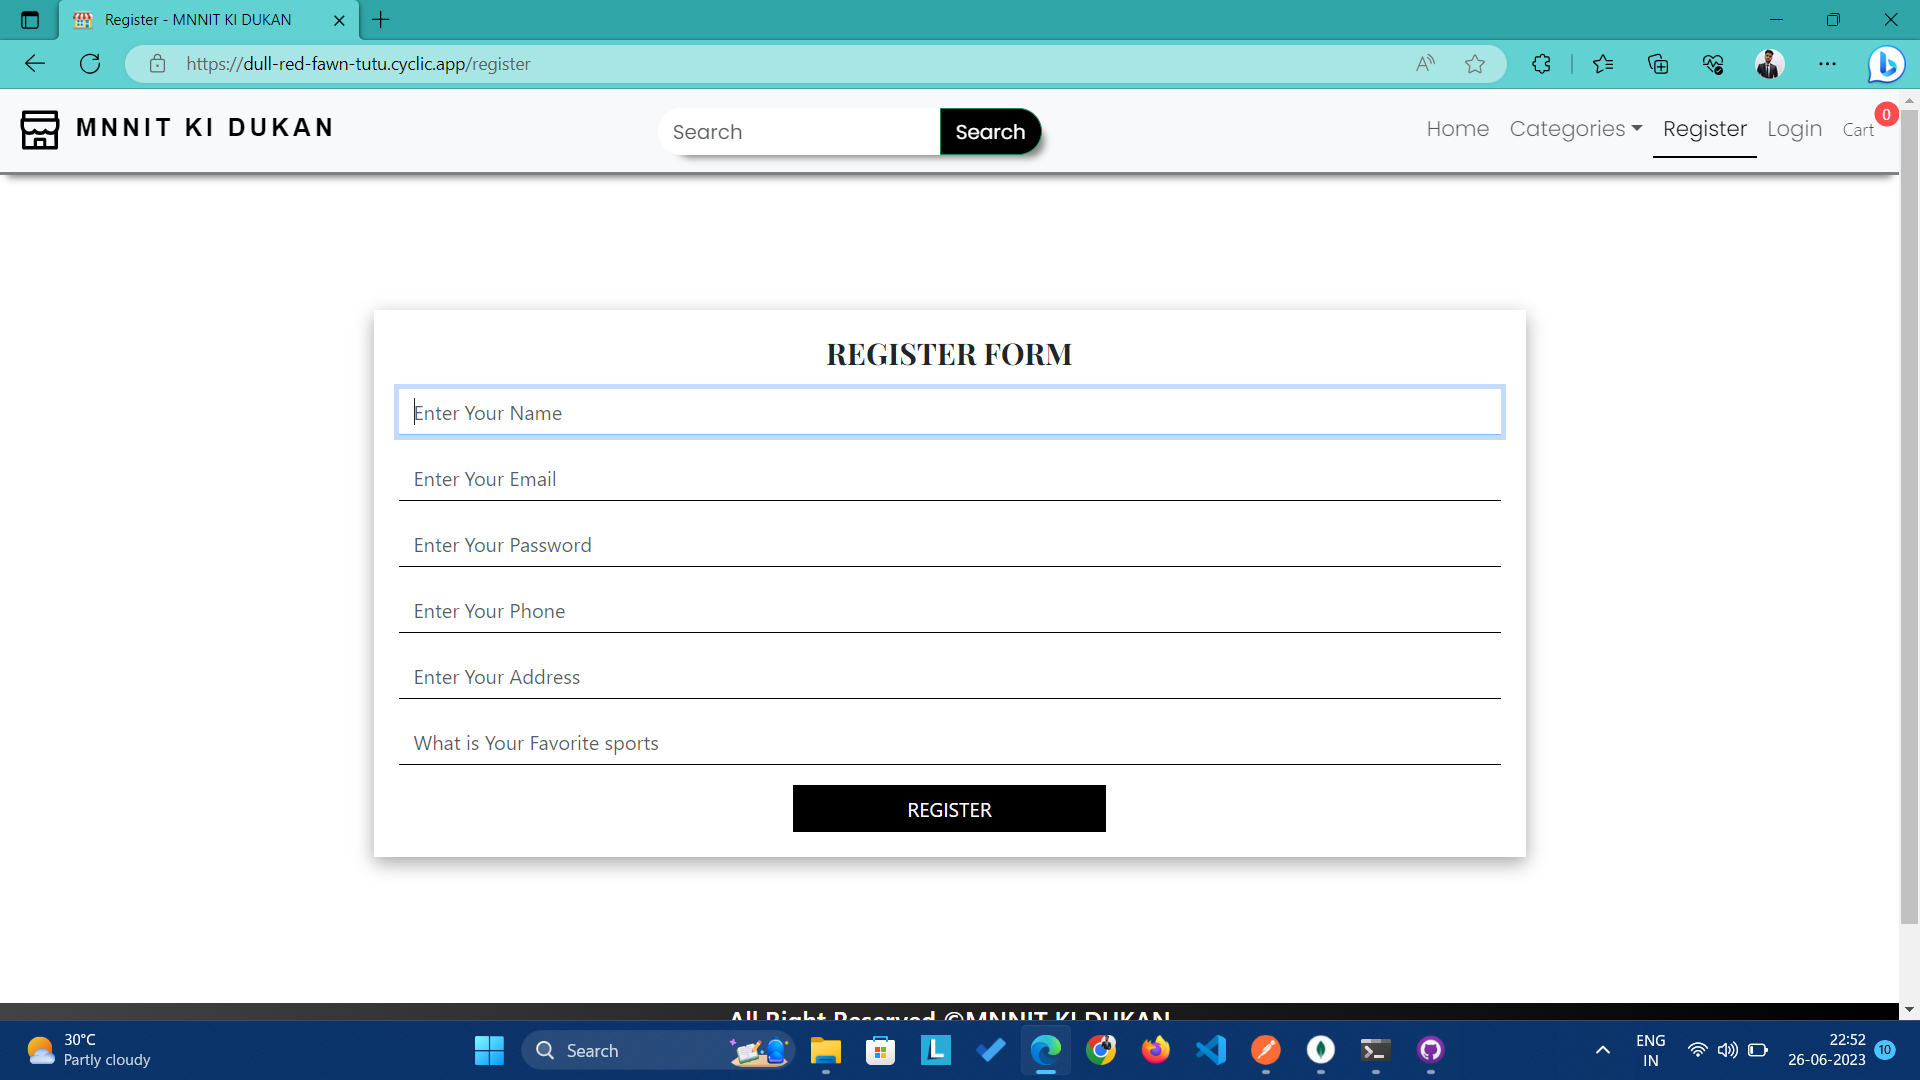 Register - MNNIT KI DUKAN
https://dull-red-fawn-tutu.cyclic.app/register
MNNIT KI DUKAN
Search
Search
Home
Categories
Register
Login
Cart
0
REGISTER FORM
Enter Your Name
Enter Your Email
Enter Your Password
Enter Your Phone
Enter Your Address
What is Your Favorite sports
REGISTER
All Right Reserved ©MNNIT KI DUKAN
30°C
Partly cloudy
Search
ENG
IN
22:52
26-06-2023
10